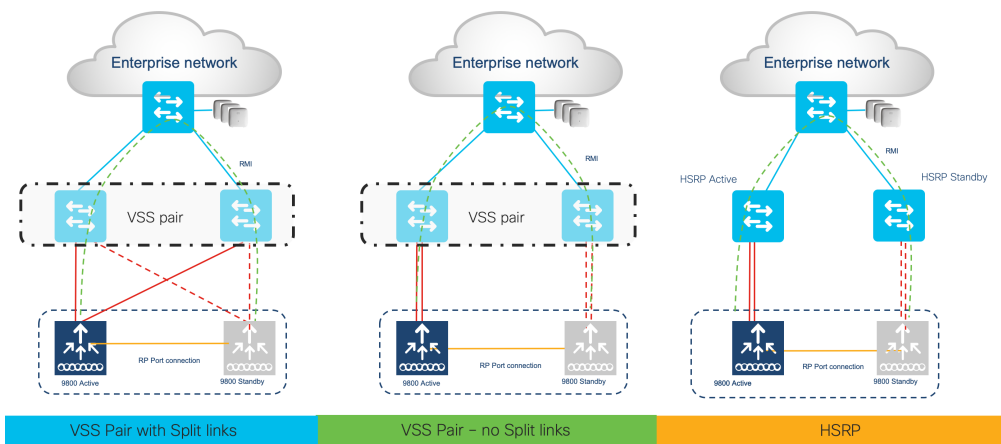 Enterprise network
RMI
VSS pair
RP Port connection
9800 Active
9800 Standby
VSS Pair with Split links
Enterprise network
RMI
VSS pair
RP Port connection
9800 Active
9800 Standby
VSS Pair – no Split links
Enterprise network
RMI
HSRP Active
HSRP Standby
RP Port connection
9800 Active
9800 Standby
HSRP